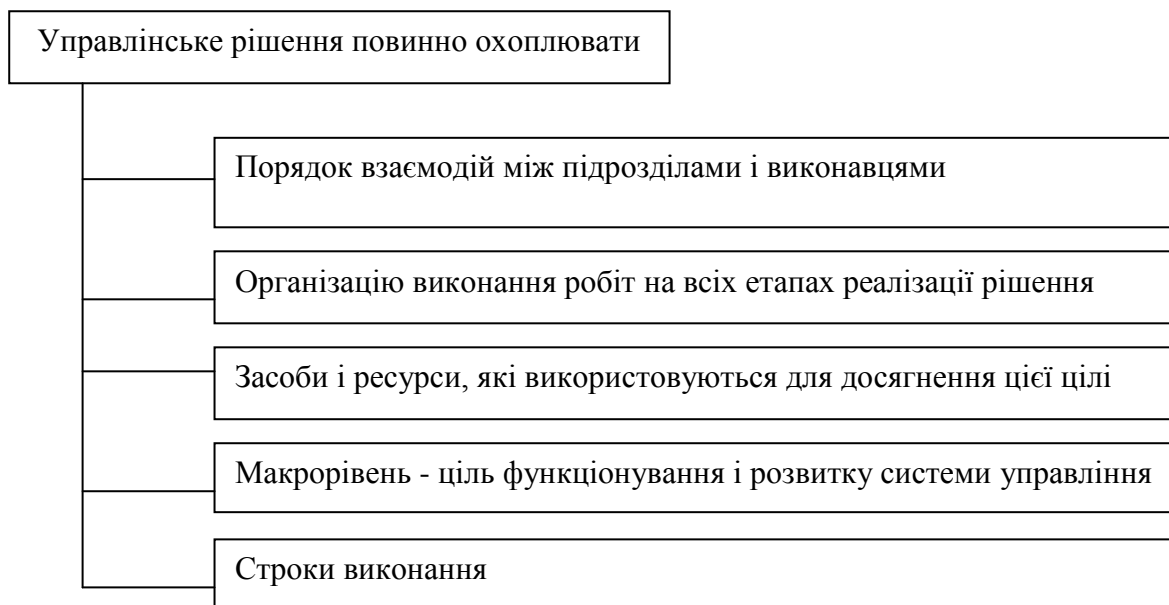 Управлінське рішення повинно охоплювати
Порядок взаємодій між підрозділами і виконавцями
Організацію виконання робіт на всіх етапах реалізації рішення
Засоби і ресурси, які використовуються для досягнення цієї цілі
Макрорівень - ціль функціонування і розвитку системи управління
Строки виконання